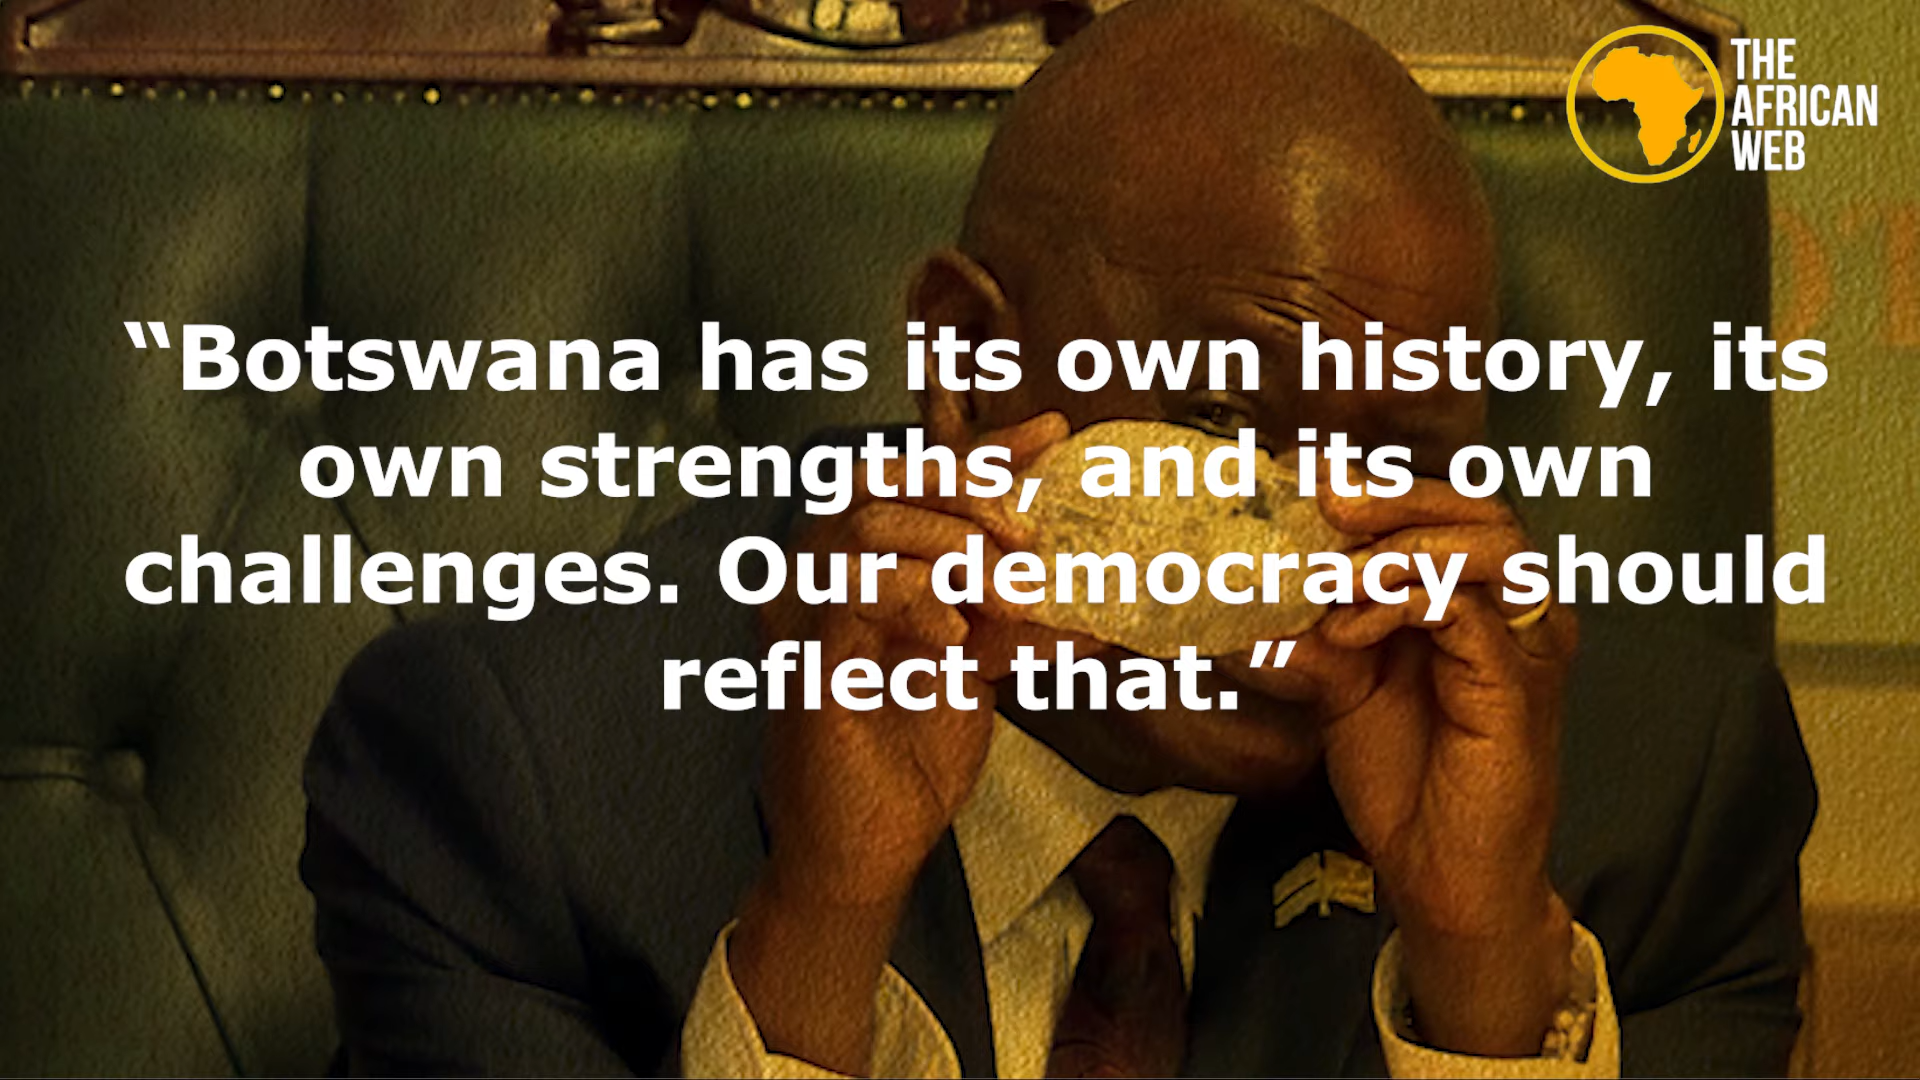 THE
AFRICAN
WEB
“Botswana has its own history, its
own strengths, and its own
challenges. Our democracy should
reflect that.”